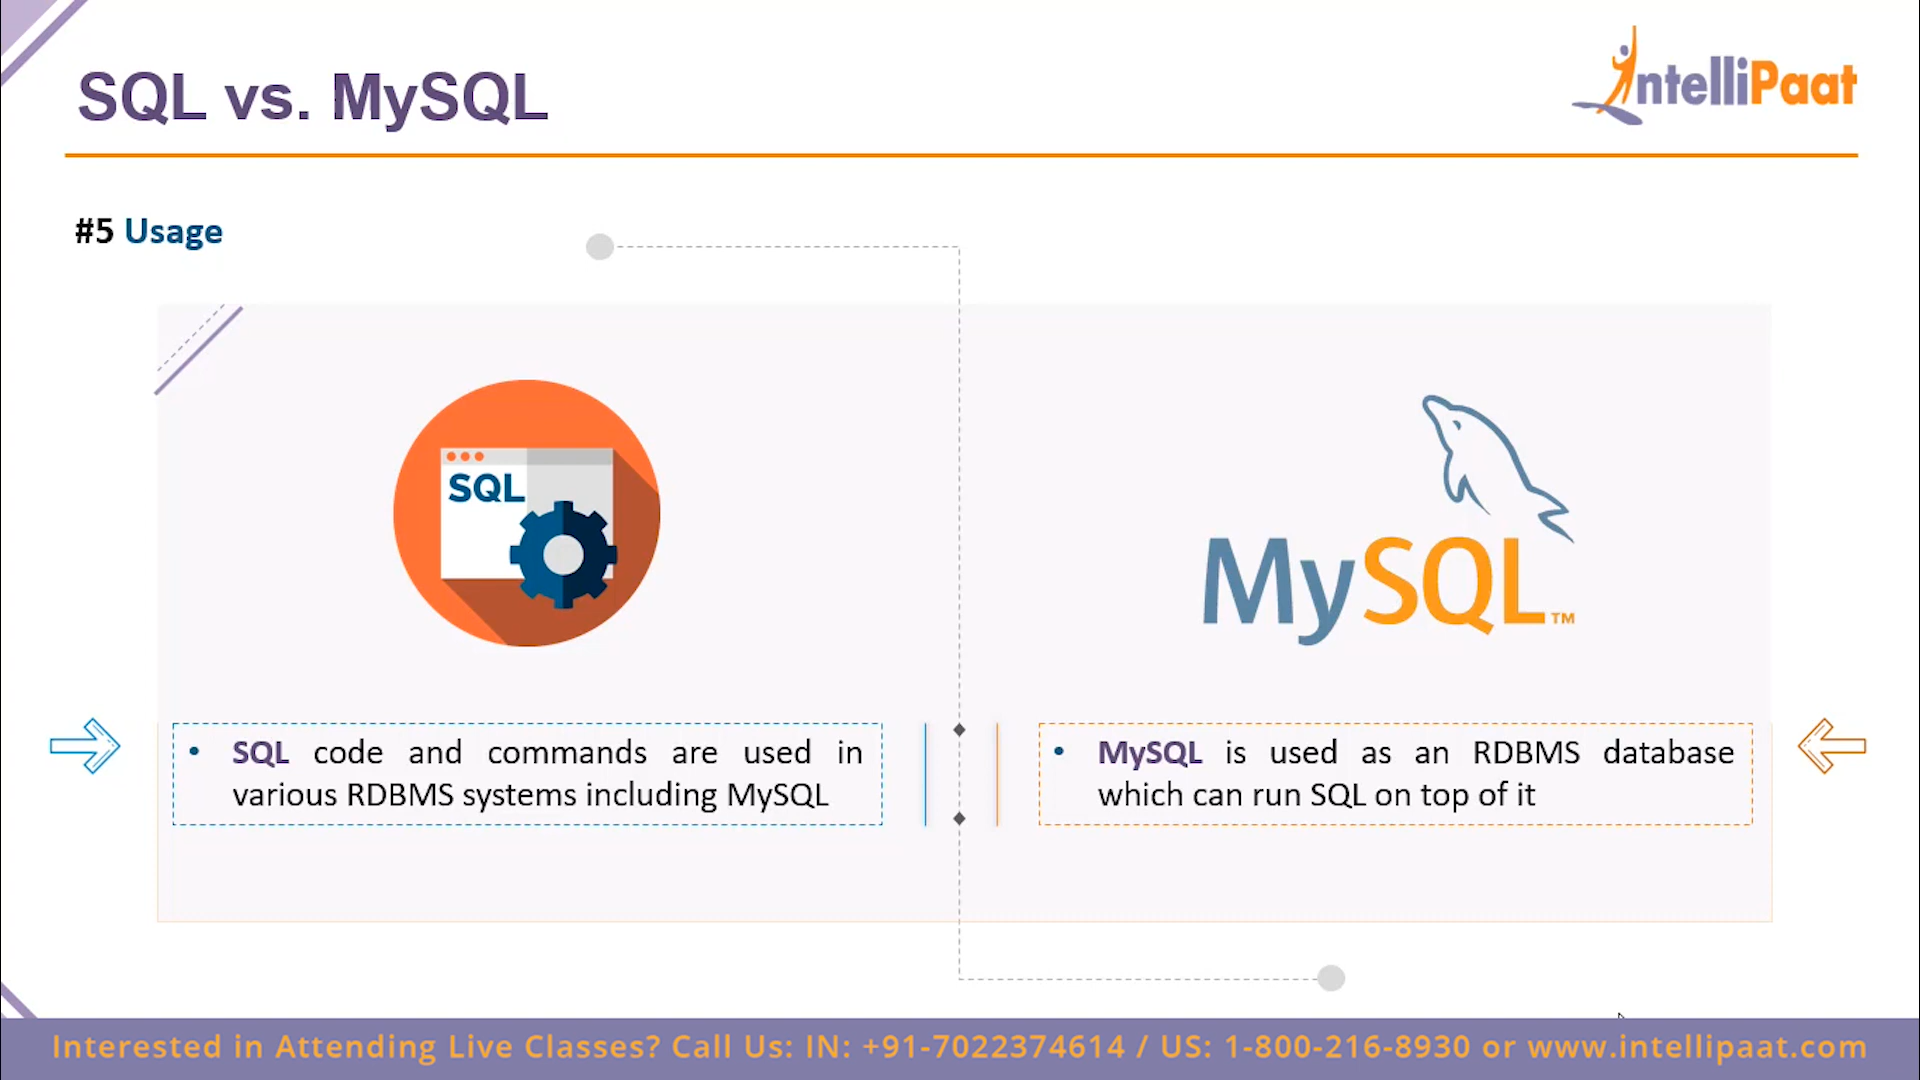 SQL vs. MySQL
IntelliPaat
#5 Usage
SQL
MySQL™
• SQL code and commands are used in
various RDBMS systems including MySQL
• MySQL is used as an RDBMS database
which can run SQL on top of it
Interested in Attending Live Classes? Call Us: IN: +91-7022374614 / US: 1-800-216-8930 or www.intellipaat.com